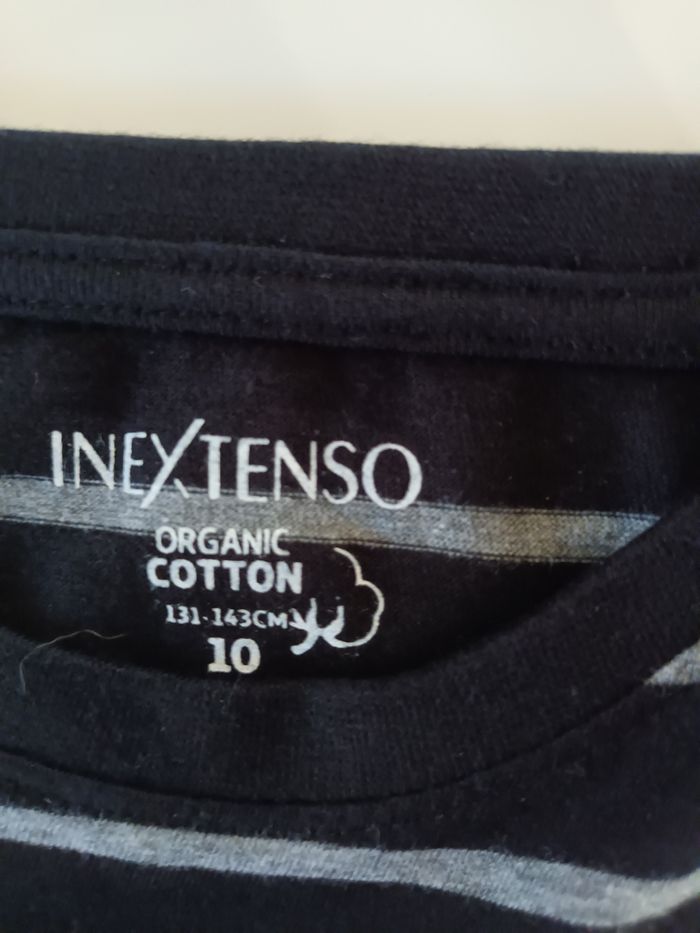 INEXTENSO
ORGANIC
COTTON
131-143CM
10